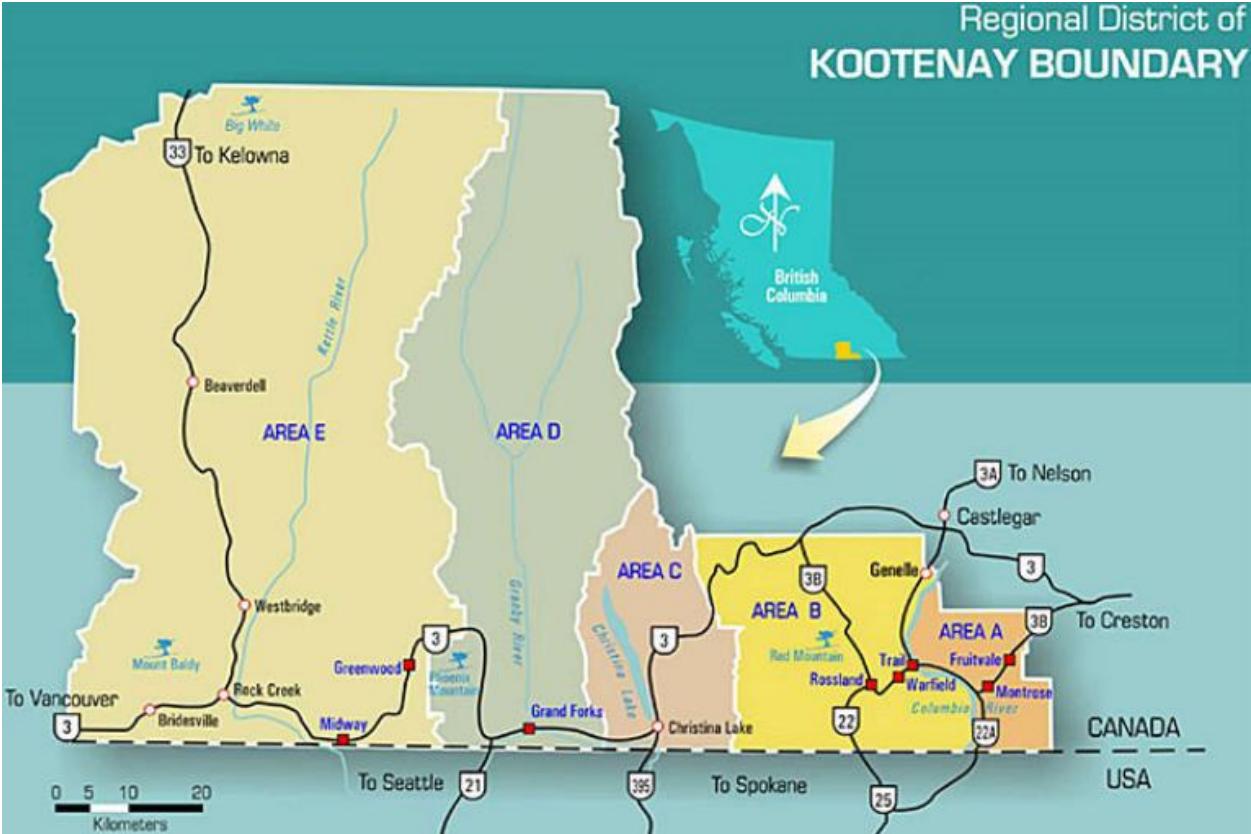 Regional District of
KOOTENAY BOUNDARY
Big White
33
To Kelowna
British
Columbia
Kettle River
Beaverdell
AREA E
AREA D
3A
To Nelson
Castlegar
AREA C
3B
Genelle
3
Westbridge
AREA B
Granby River
3B
To Creston
AREA A
Mount Baldy
3
3
Christina Lake
Red Mountain
Greenwood
Phoenix
Mountain
Trail
Fruitvale
Rossland
Warfield
Montrose
To Vancouver
3
Rock Creek
Bridesville
Midway
Grand Forks
Christina Lake
Columbia River
22
22A
CANADA
USA
To Seattle
21
395
To Spokane
25
0 5 10 20
Kilometers
N